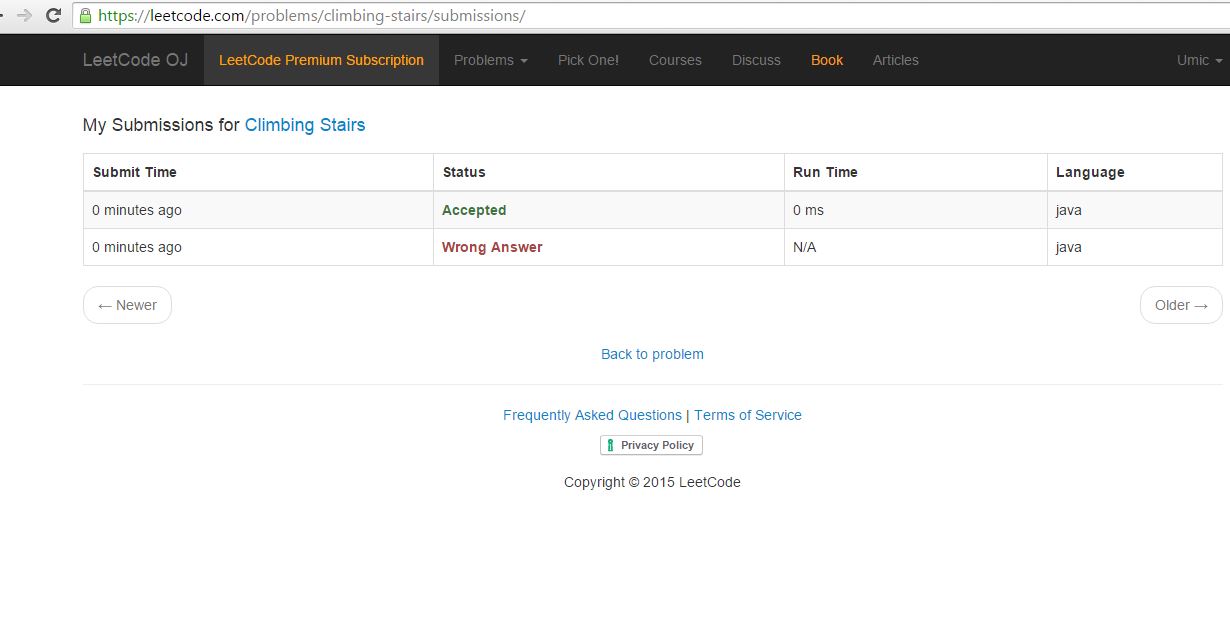 https://leetcode.com/problems/climbing-stairs/submissions/
LeetCode OJ LeetCode Premium Subscription Problems Pick One! Courses Discuss Book Articles Umic
My Submissions for Climbing Stairs
Submit Time Status Run Time Language
0 minutes ago Accepted 0 ms java
0 minutes ago Wrong Answer N/A java
← Newer Older →
Back to problem
Frequently Asked Questions | Terms of Service
Privacy Policy
Copyright © 2015 LeetCode